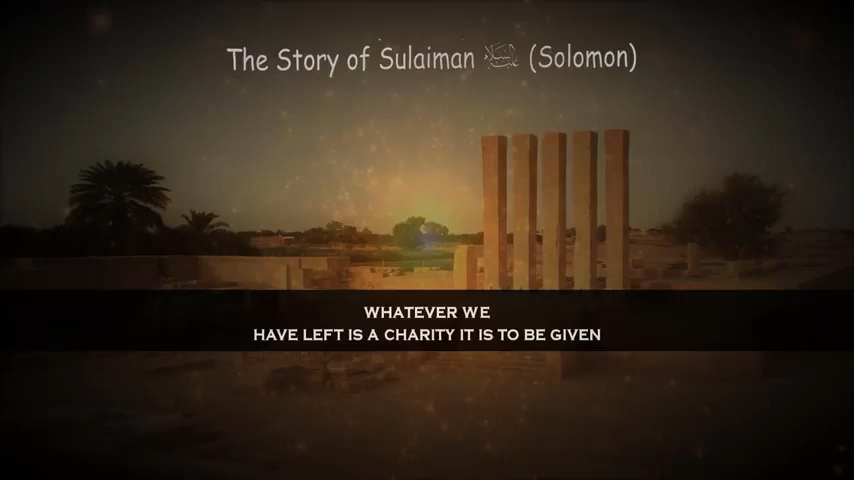 The Story of Sulaiman عليه السلام (Solomon)
WHATEVER WE
HAVE LEFT IS A CHARITY IT IS TO BE GIVEN